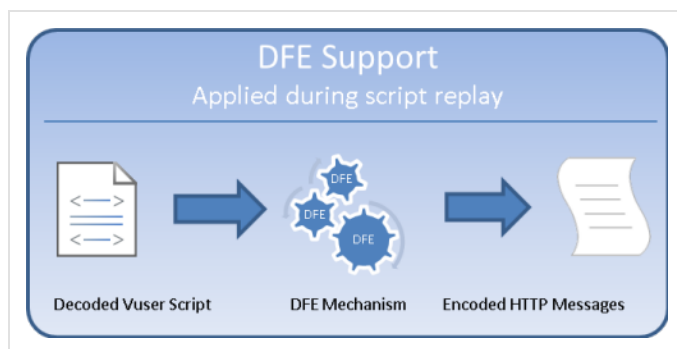 DFE Support
Applied during script replay
DFE
DFE
DFE
Decoded Vuser Script
DFE Mechanism
Encoded HTTP Messages